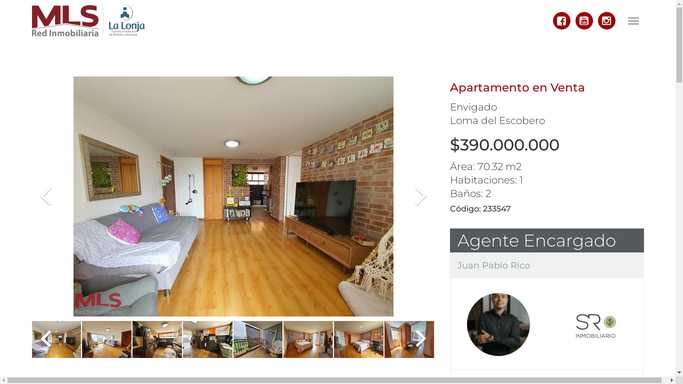 MLS
Red Inmobiliaria
La Lonja
Apartamento en Venta
Envigado
Loma del Escobero
$390.000.000
Área: 70.32 m2
Habitaciones: 1
Baños: 2
Código: 233547
Agente Encargado
Juan Pablo Rico
MLS
SR
INMOBILIARIO